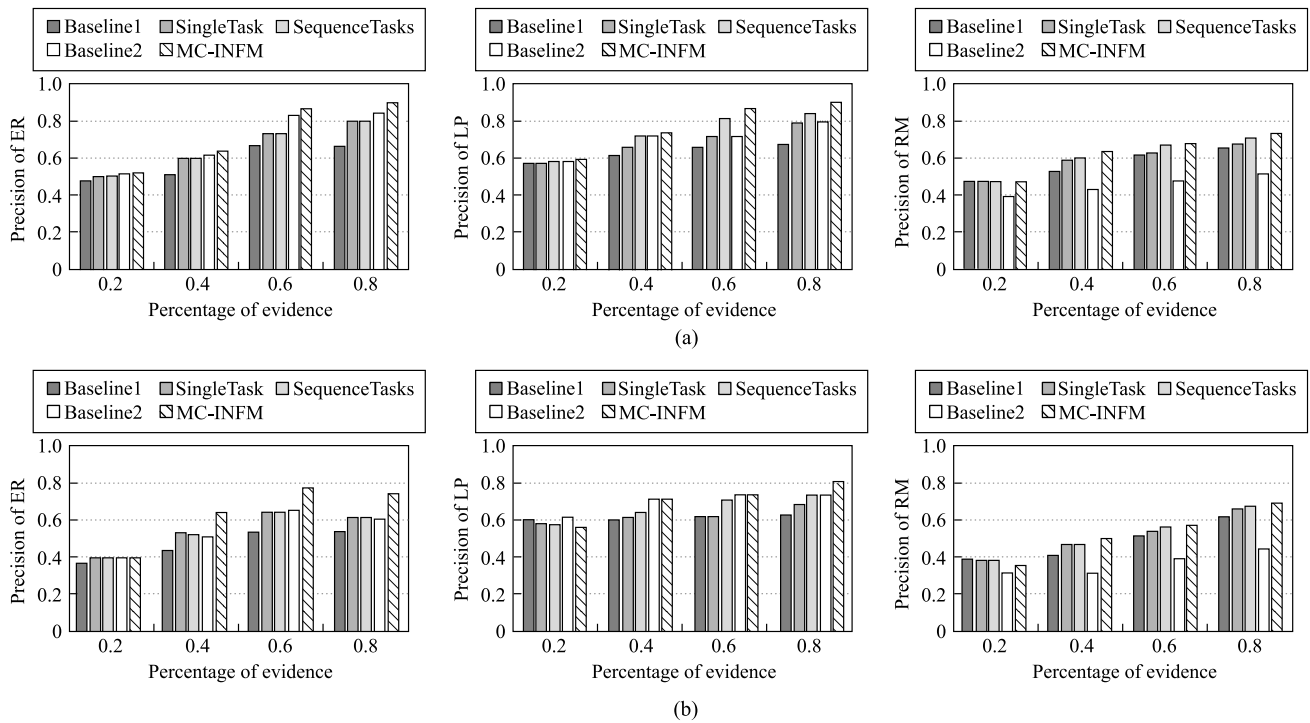 Baseline1 SingleTask SequenceTasks
Baseline2 MC-INFM
Baseline1 SingleTask SequenceTasks
Baseline2 MC-INFM
Baseline1 SingleTask SequenceTasks
Baseline2 MC-INFM
Precision of ER
1.0
0.8
0.6
0.4
0.2
0
0.2 0.4 0.6 0.8
Percentage of evidence
Precision of LP
1.0
0.8
0.6
0.4
0.2
0
0.2 0.4 0.6 0.8
Percentage of evidence
Precision of RM
1.0
0.8
0.6
0.4
0.2
0
0.2 0.4 0.6 0.8
Percentage of evidence
(a)
Baseline1 SingleTask SequenceTasks
Baseline2 MC-INFM
Baseline1 SingleTask SequenceTasks
Baseline2 MC-INFM
Baseline1 SingleTask SequenceTasks
Baseline2 MC-INFM
Precision of ER
1.0
0.8
0.6
0.4
0.2
0
0.2 0.4 0.6 0.8
Percentage of evidence
Precision of LP
1.0
0.8
0.6
0.4
0.2
0
0.2 0.4 0.6 0.8
Percentage of evidence
Precision of RM
1.0
0.8
0.6
0.4
0.2
0
0.2 0.4 0.6 0.8
Percentage of evidence
(b)